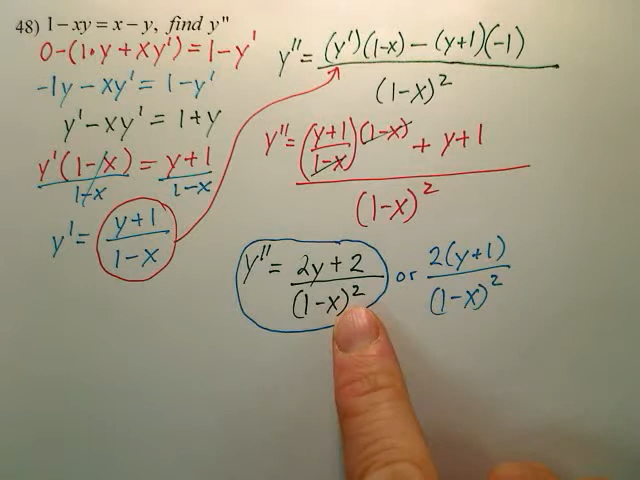 48) 1 – xy = x – y, find y"
0-(1·y + xy') = 1-y'
-1y - xy' = 1-y'
y' - xy' = 1+y
y'(1-x) = y+1
1-x 1-x
y' = y+1
1-x
y" = (y')(1-x) - (y+1)(-1)
(1-x)²
y" = (y+1
1-x)(1-x) + y+1
(1-x)²
y" = 2y+2 or 2(y+1)
(1-x)² (1-x)²